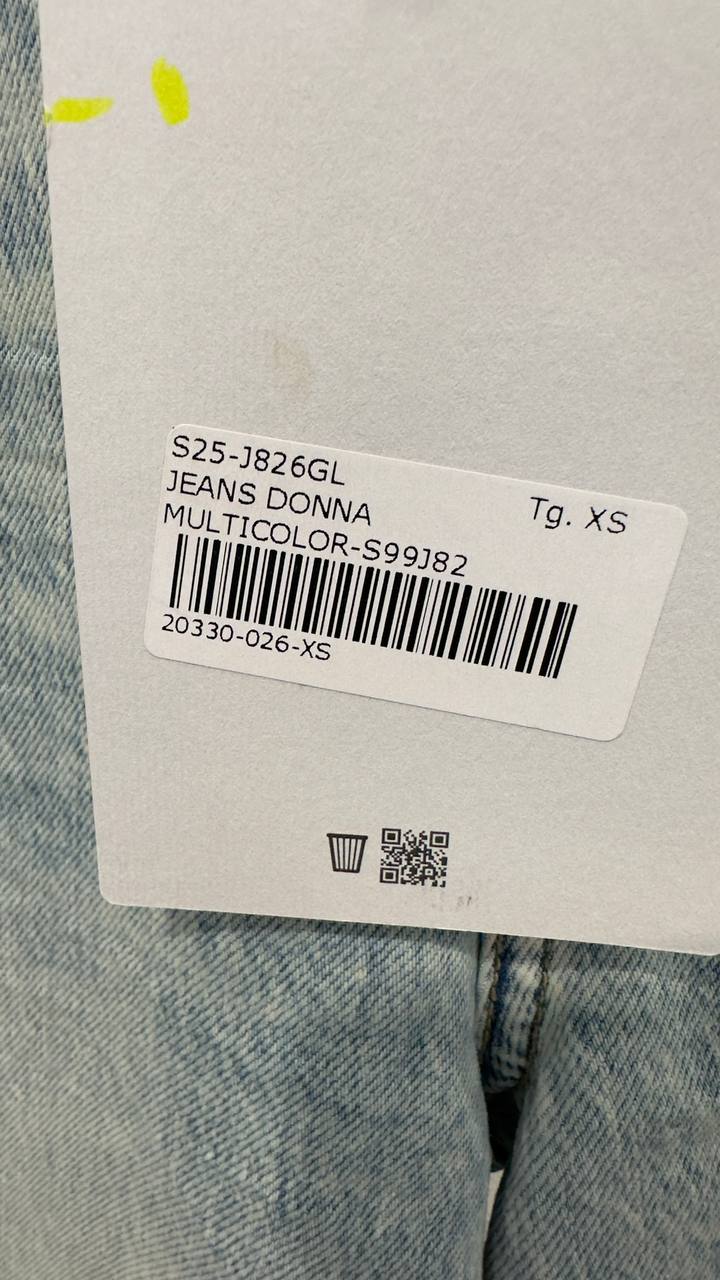 S25-J826GL
JEANS DONNA
Tg. XS
MULTICOLOR-S99J82
20330-026-XS